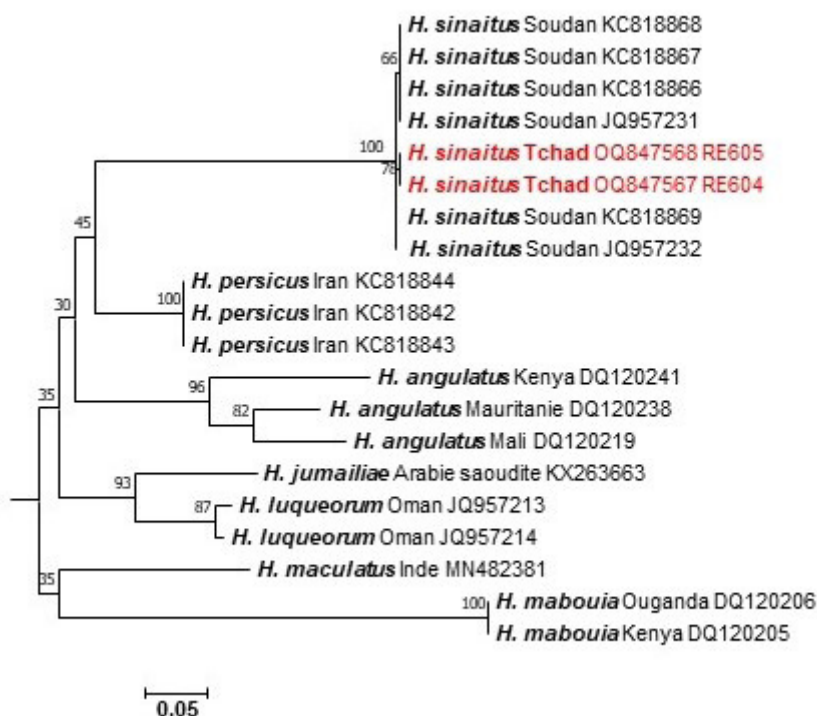 H. sinaitus Soudan KC818868
66
H. sinaitus Soudan KC818867
H. sinaitus Soudan KC818866
H. sinaitus Soudan JQ957231
100
H. sinaitus Tchad OQ847568 RE605
78
H. sinaitus Tchad OQ847567 RE604
H. sinaitus Soudan KC818869
45
H. sinaitus Soudan JQ957232
H. persicus Iran KC818844
30
100
H. persicus Iran KC818842
H. persicus Iran KC818843
H. angulatus Kenya DQ120241
96
35
82
H. angulatus Mauritanie DQ120238
H. angulatus Mali DQ120219
H. jumailiae Arabie saoudite KX263663
93
87
H. luqueorum Oman JQ957213
H. luqueorum Oman JQ957214
H. maculatus Inde MN482381
35
100
H. mabouia Ouganda DQ120206
H. mabouia Kenya DQ120205
0.05